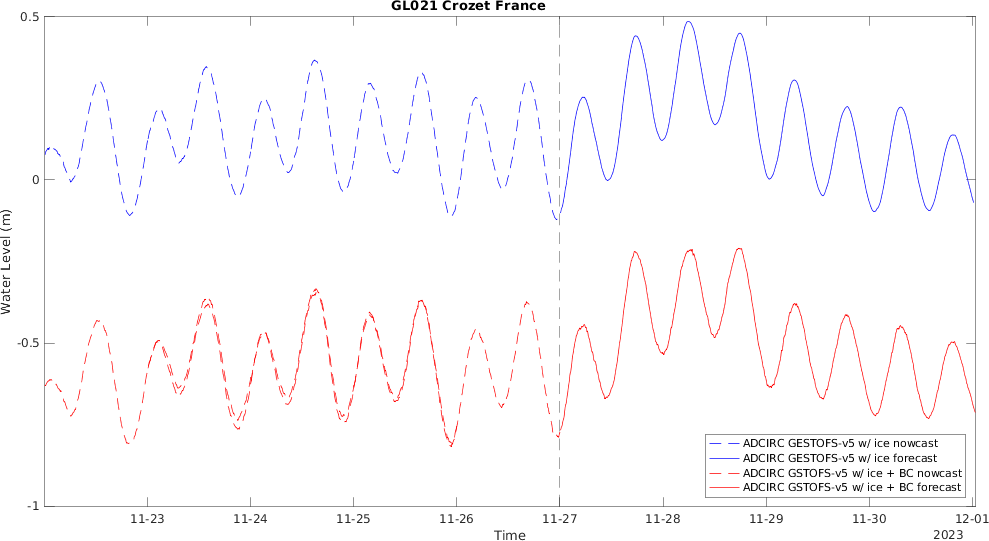 GL021 Crozet France
0.5
0
-0.5
-1
Water Level (m)
ADCIRC GESTOFS-v5 w/ ice nowcast
ADCIRC GESTOFS-v5 w/ ice forecast
ADCIRC GSTOFS-v5 w/ ice + BC nowcast
ADCIRC GSTOFS-v5 w/ ice + BC forecast
11-23 11-24 11-25 11-26 11-27 11-28 11-29 11-30 12-01
Time
2023